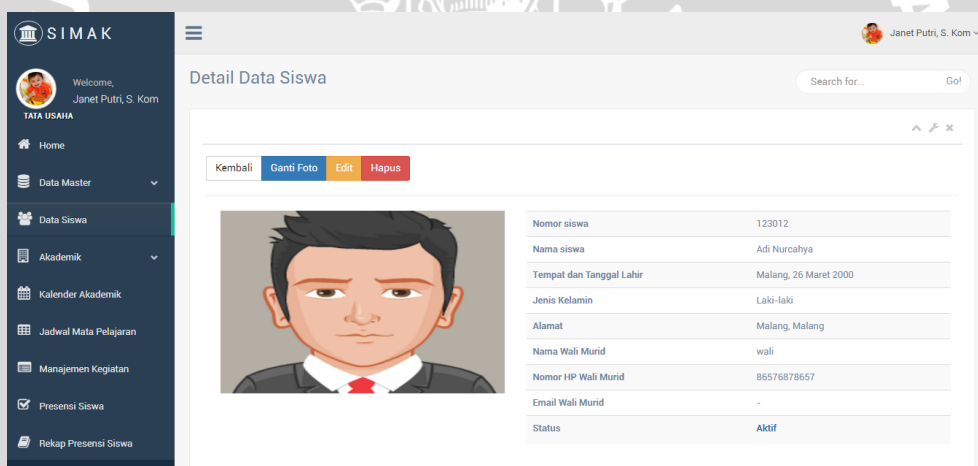 SIMAK
Janet Putri, S. Kom
Welcome,
Janet Putri, S. Kom
TATA USAHA
Home
Data Master
Data Siswa
Akademik
Kalender Akademik
Jadwal Mata Pelajaran
Manajemen Kegiatan
Presensi Siswa
Rekap Presensi Siswa
Detail Data Siswa
Search for... Go!
Kembali Ganti Foto Edit Hapus
Nomor siswa 123012
Nama siswa Adi Nurcahya
Tempat dan Tanggal Lahir Malang, 26 Maret 2000
Jenis Kelamin Laki-laki
Alamat Malang, Malang
Nama Wali Murid wali
Nomor HP Wali Murid 86576878657
Email Wali Murid -
Status Aktif